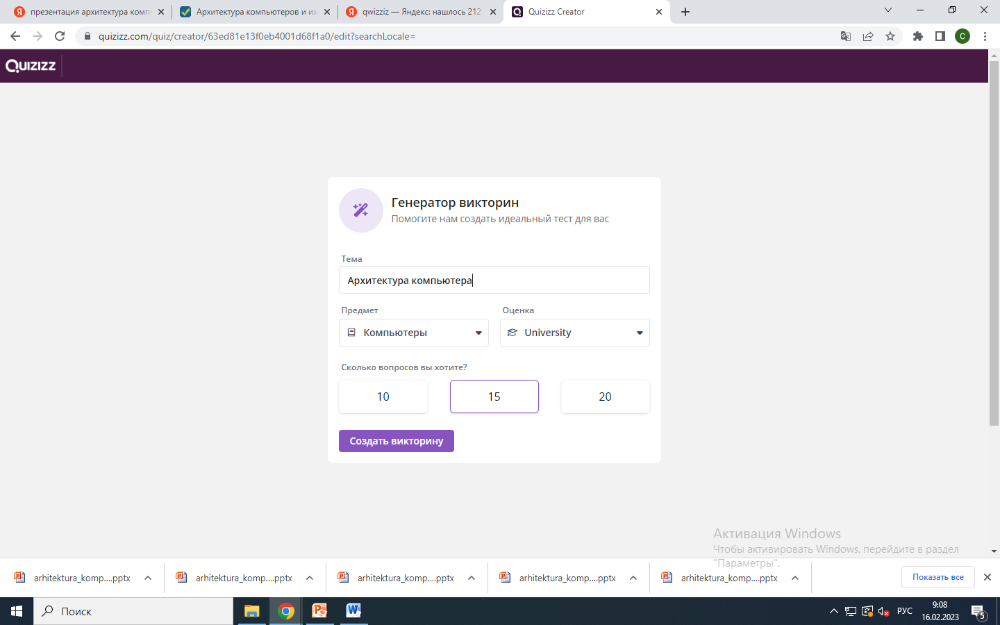 презентация архитектура комп
Архитектура компьютеров и их
qwizziz — Яндекс: нашлось 212
Quizizz Creator
quizizz.com/quiz/creator/63ed81e13f0eb4001d68f1a0/edit?searchLocale=
C
Quizizz
Генератор викторин
Помогите нам создать идеальный тест для вас
Тема
Архитектура компьютера
Предмет
Оценка
Компьютеры
University
Сколько вопросов вы хотите?
10
15
20
Создать викторину
Активация Windows
Чтобы активировать Windows, перейдите в раздел
"Параметры".
arhitektura_komp....pptx
arhitektura_komp....pptx
arhitektura_komp....pptx
arhitektura_komp....pptx
arhitektura_komp....pptx
Показать все
Поиск
РУС
9:08
16.02.2023
5